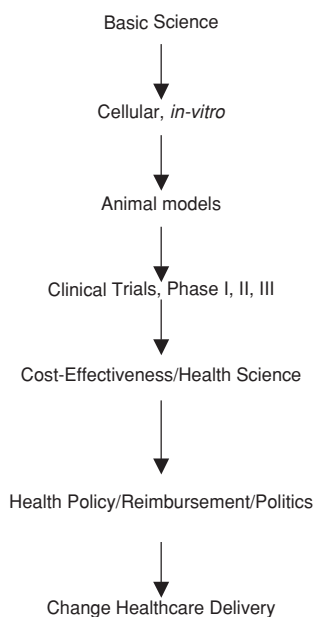 Basic Science
Cellular, in-vitro
Animal models
Clinical Trials, Phase I, II, III
Cost-Effectiveness/Health Science
Health Policy/Reimbursement/Politics
Change Healthcare Delivery